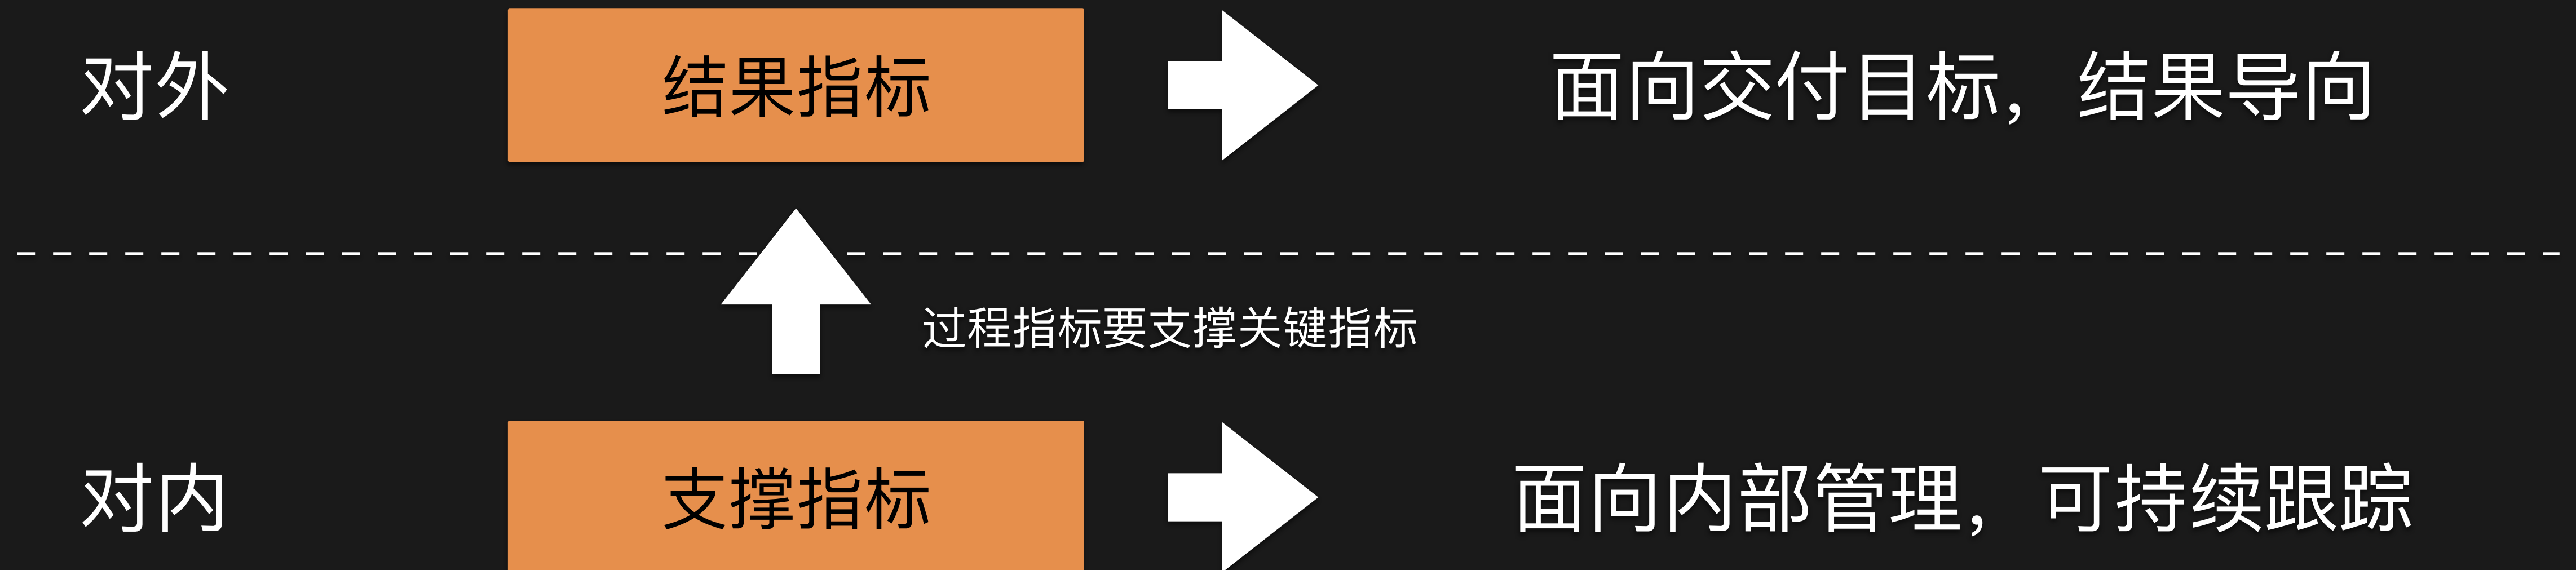 对外
结果指标
面向交付目标，结果导向
过程指标要支撑关键指标
对内
支撑指标
面向内部管理，可持续跟踪